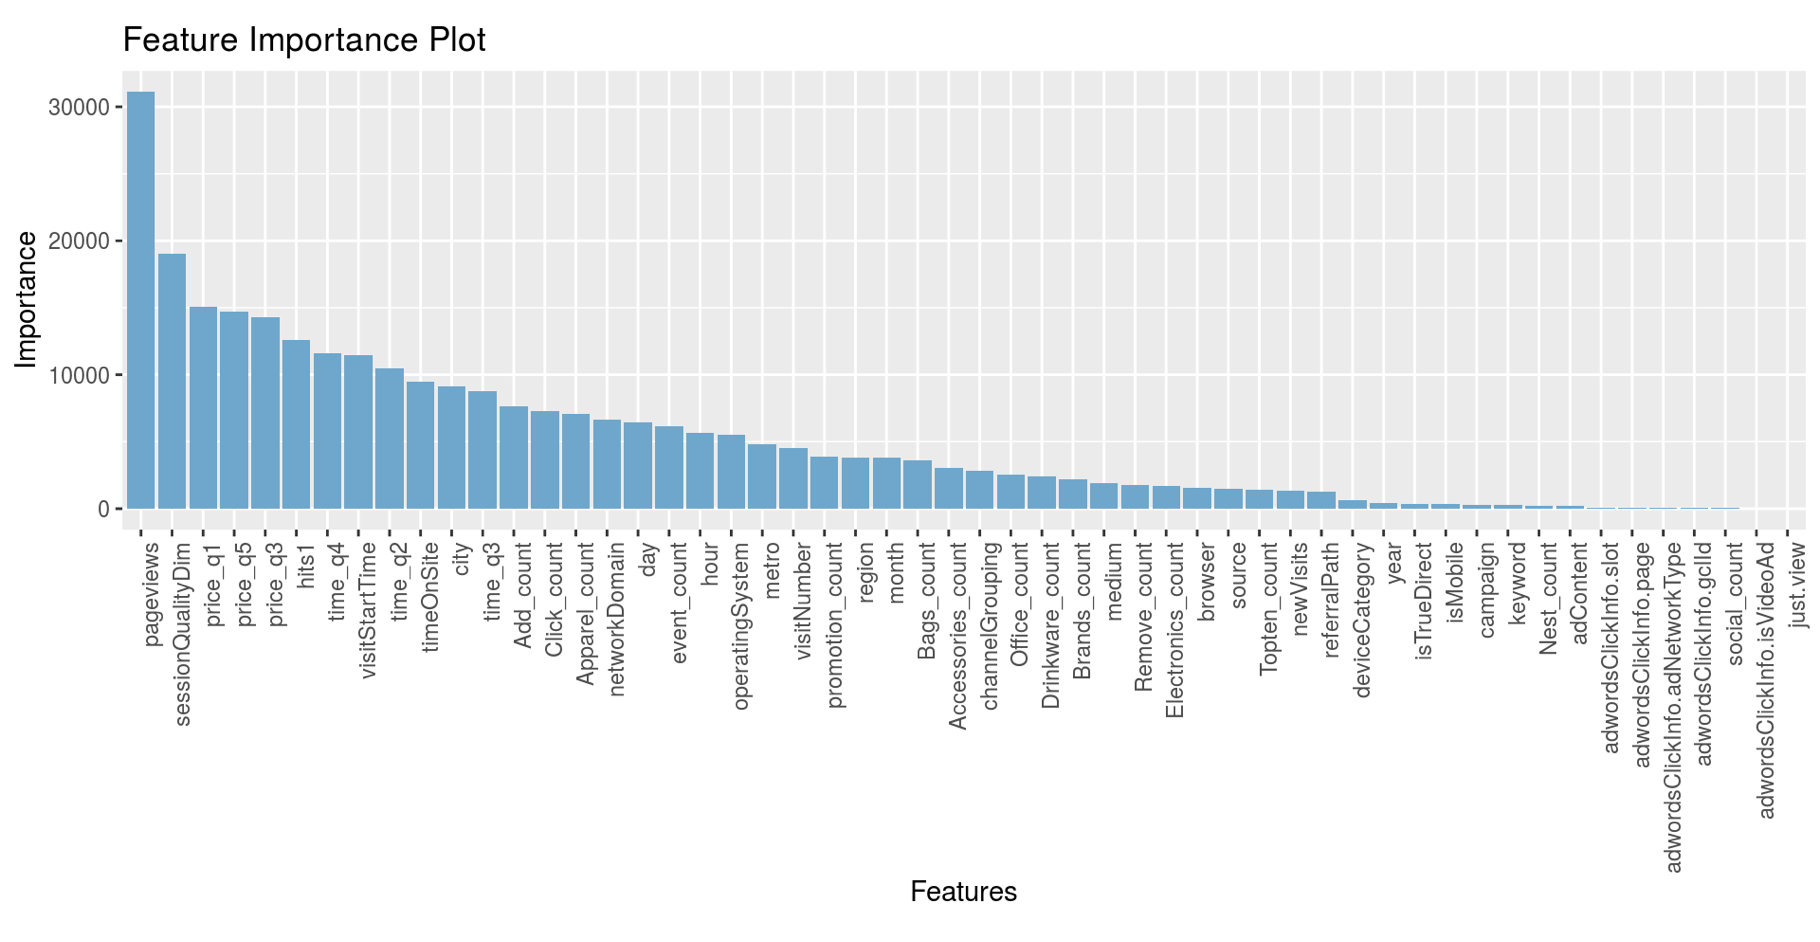 Feature Importance Plot
30000
20000
10000
0
Importance
pageviews
sessionQualityDim
price_q1
price_q5
price_q3
hits1
time_q4
visitStartTime
time_q2
timeOnSite
city
time_q3
Add_count
Click_count
Apparel_count
networkDomain
day
event_count
hour
operatingSystem
metro
visitNumber
promotion_count
region
month
Bags_count
Accessories_count
channelGrouping
Office_count
Drinkware_count
Brands_count
medium
Remove_count
Electronics_count
browser
source
Topten_count
newVisits
referralPath
deviceCategory
year
isTrueDirect
isMobile
campaign
keyword
Nest_count
adContent
adwordsClickInfo.slot
adwordsClickInfo.page
adwordsClickInfo.adNetworkType
adwordsClickInfo.gclId
social_count
adwordsClickInfo.isVideoAd
just.view
Features